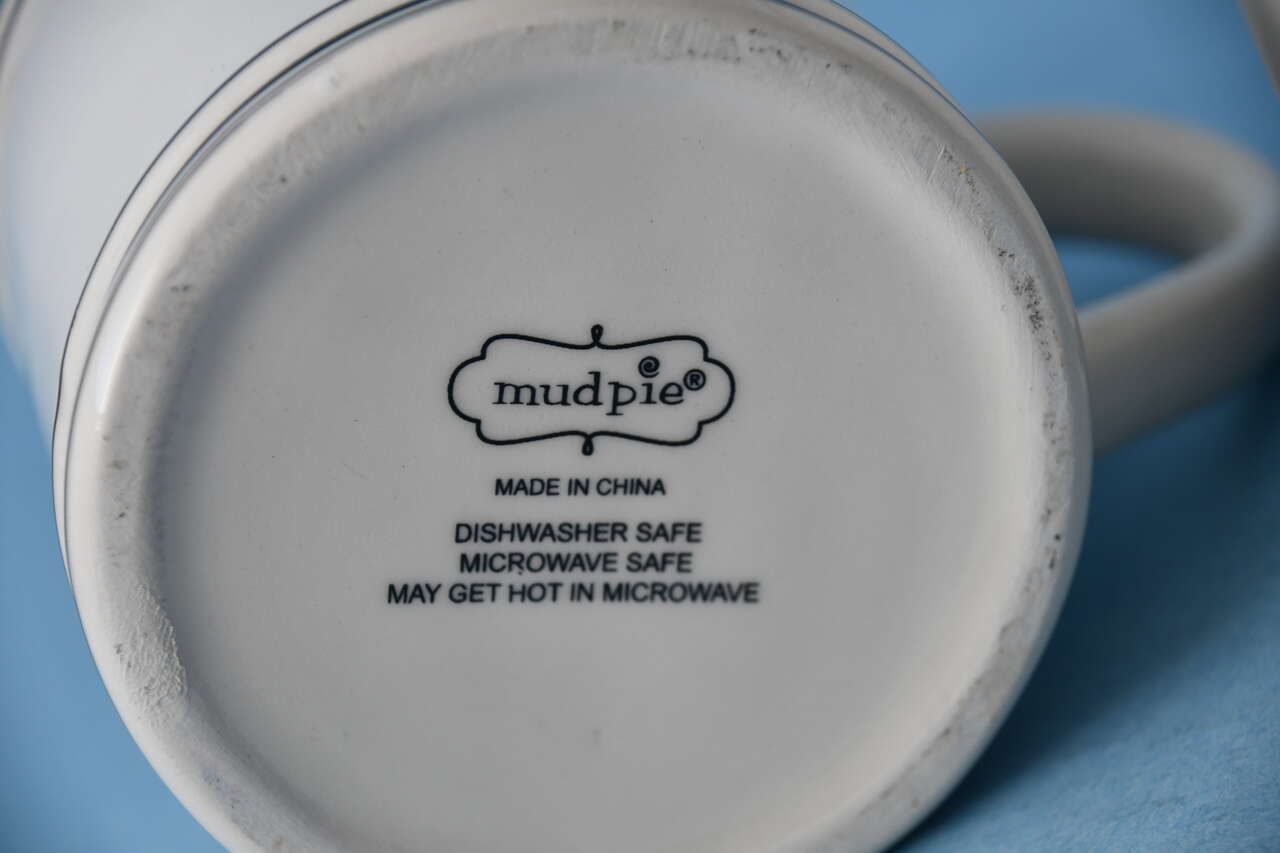 mudpie®
MADE IN CHINA
DISHWASHER SAFE
MICROWAVE SAFE
MAY GET HOT IN MICROWAVE